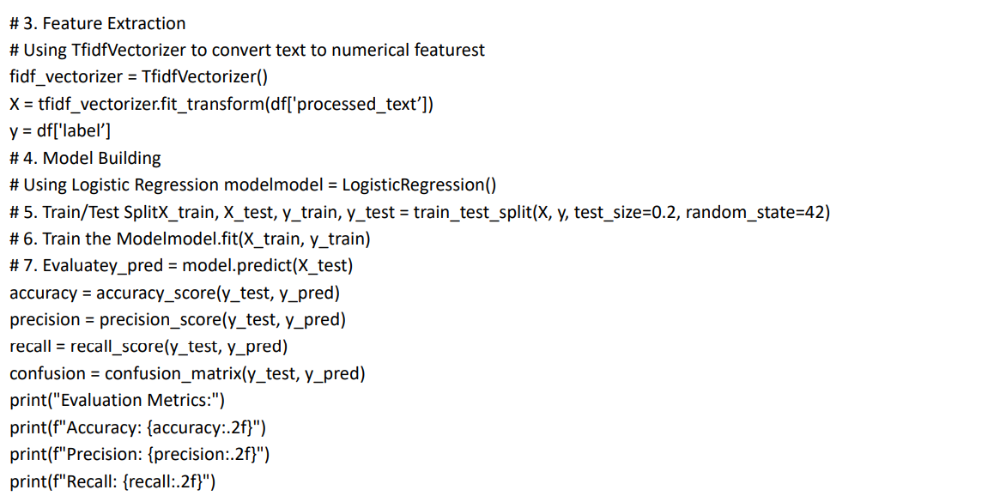 # 3. Feature Extraction
# Using TfidfVectorizer to convert text to numerical featurest
fidf_vectorizer = TfidfVectorizer()
X = tfidf_vectorizer.fit_transform(df['processed_text’])
y = df['label’]
# 4. Model Building
# Using Logistic Regression modelmodel = LogisticRegression()
# 5. Train/Test SplitX_train, X_test, y_train, y_test = train_test_split(X, y, test_size=0.2, random_state=42)
# 6. Train the Modelmodel.fit(X_train, y_train)
# 7. Evaluatey_pred = model.predict(X_test)
accuracy = accuracy_score(y_test, y_pred)
precision = precision_score(y_test, y_pred)
recall = recall_score(y_test, y_pred)
confusion = confusion_matrix(y_test, y_pred)
print("Evaluation Metrics:")
print(f"Accuracy: {accuracy:.2f}")
print(f"Precision: {precision:.2f}")
print(f"Recall: {recall:.2f}")